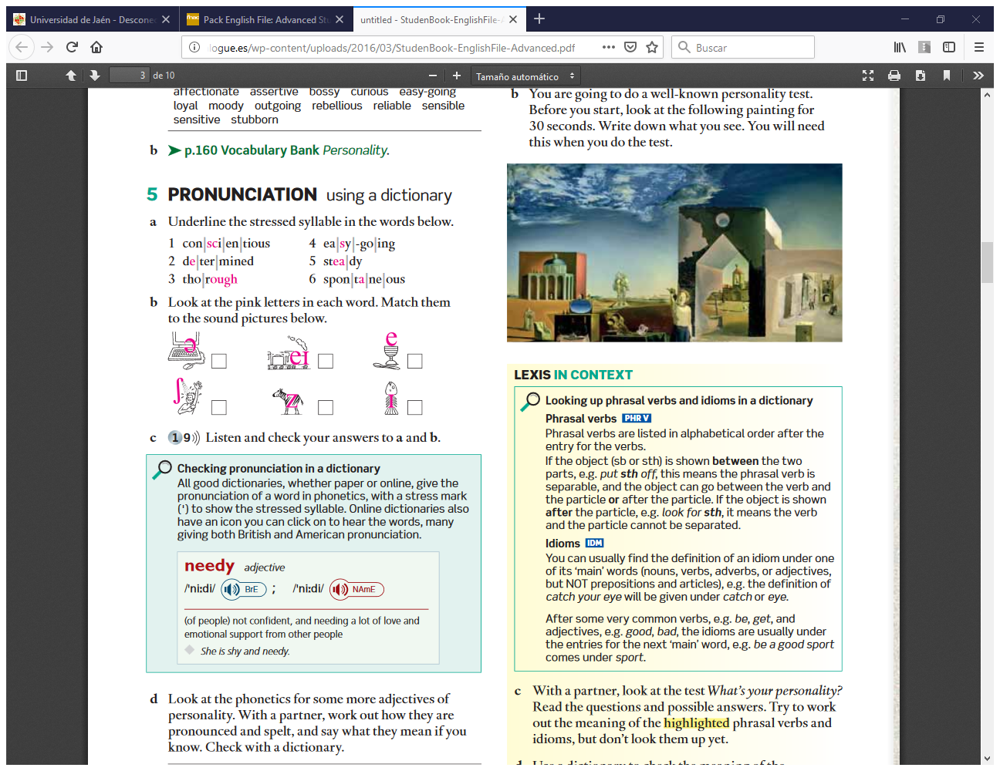 Universidad de Jaén - Desconec
Pack English File: Advanced Stu
untitled - StudenBook-EnglishFile-A
logue.es/wp-content/uploads/2016/03/StudenBook-EnglishFile-Advanced.pdf
Buscar
3 de 10
Tamaño automático
affectionate assertive bossy curious easy-going
loyal moody outgoing rebellious reliable sensible
sensitive stubborn
b p.160 Vocabulary Bank Personality.
5 PRONUNCIATION using a dictionary
a Underline the stressed syllable in the words below.
1 con|sci|en|tious 4 ea|sy|-go|ing
2 de|ter|mined 5 stea|dy
3 tho|rough 6 spon|ta|ne|ous
b Look at the pink letters in each word. Match them
to the sound pictures below.
ə eɪ e
ʃ z ɪ
c 1 9 Listen and check your answers to a and b.
Checking pronunciation in a dictionary
All good dictionaries, whether paper or online, give the
pronunciation of a word in phonetics, with a stress mark
(ˈ) to show the stressed syllable. Online dictionaries also
have an icon you can click on to hear the words, many
giving both British and American pronunciation.
needy adjective
/ˈniːdi/ BrE ; /ˈniːdi/ NAmE
(of people) not confident, and needing a lot of love and
emotional support from other people
She is shy and needy.
d Look at the phonetics for some more adjectives of
personality. With a partner, work out how they are
pronounced and spelt, and say what they mean if you
know. Check with a dictionary.
b You are going to do a well-known personality test.
Before you start, look at the following painting for
30 seconds. Write down what you see. You will need
this when you do the test.
LEXIS IN CONTEXT
Looking up phrasal verbs and idioms in a dictionary
Phrasal verbs PHR V
Phrasal verbs are listed in alphabetical order after the
entry for the verbs.
If the object (sb or sth) is shown between the two
parts, e.g. put sth off, this means the phrasal verb is
separable, and the object can go between the verb and
the particle or after the particle. If the object is shown
after the particle, e.g. look for sth, it means the verb
and the particle cannot be separated.
Idioms IDM
You can usually find the definition of an idiom under one
of its 'main' words (nouns, verbs, adverbs, or adjectives,
but NOT prepositions and articles), e.g. the definition of
catch your eye will be given under catch or eye.
After some very common verbs, e.g. be, get, and
adjectives, e.g. good, bad, the idioms are usually under
the entries for the next 'main' word, e.g. be a good sport
comes under sport.
c With a partner, look at the test What's your personality?
Read the questions and possible answers. Try to work
out the meaning of the highlighted phrasal verbs and
idioms, but don't look them up yet.
d Use a dictionary to check the meaning of the